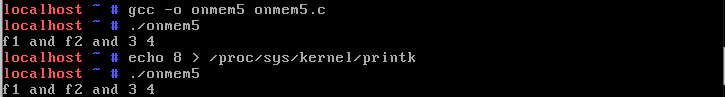 localhost ~ # gcc -o onmem5 onmem5.c
localhost ~ # ./onmem5
f1 and f2 and 3 4
localhost ~ # echo 8 > /proc/sys/kernel/printk
localhost ~ # ./onmem5
f1 and f2 and 3 4